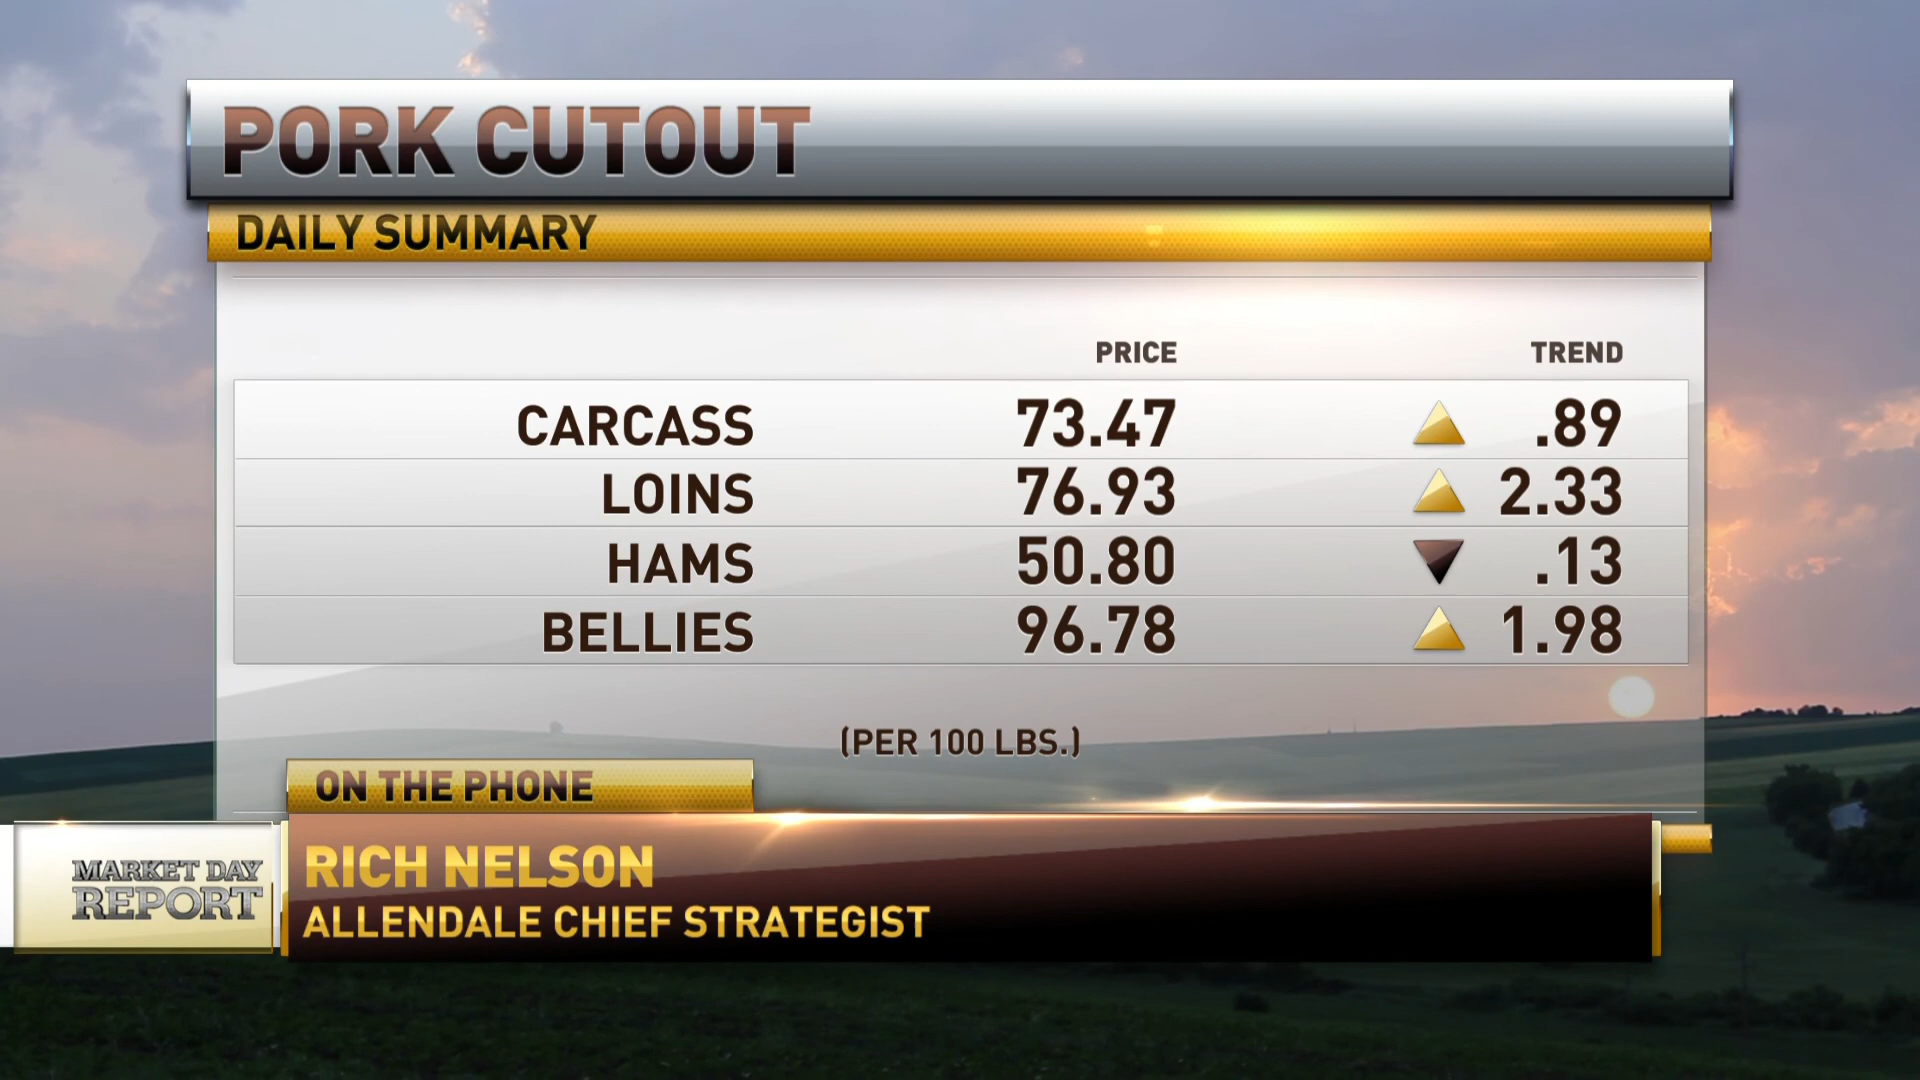 PORK CUTOUT
DAILY SUMMARY
PRICE TREND
CARCASS 73.47 .89
LOINS 76.93 2.33
HAMS 50.80 .13
BELLIES 96.78 1.98
(PER 100 LBS.)
ON THE PHONE
MARKET DAY
REPORT
RICH NELSON
ALLENDALE CHIEF STRATEGIST